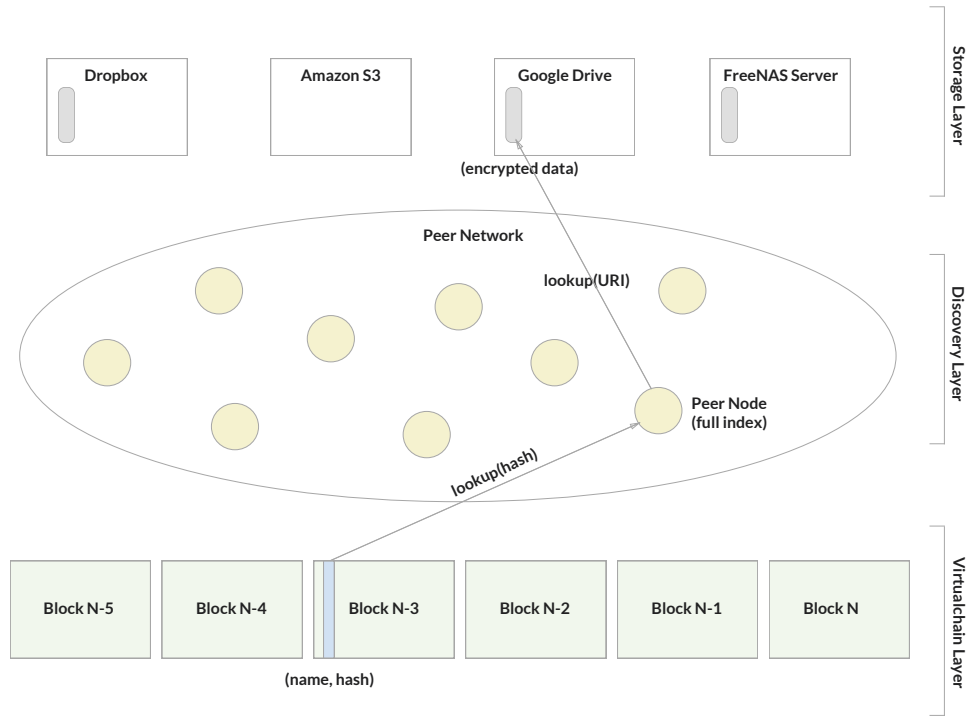 Dropbox
Amazon S3
Google Drive
FreeNAS Server
Storage Layer
(encrypted data)
Peer Network
lookup(URI)
Discovery Layer
Peer Node
(full index)
lookup(hash)
Block N-5
Block N-4
Block N-3
Block N-2
Block N-1
Block N
Virtualchain Layer
(name, hash)